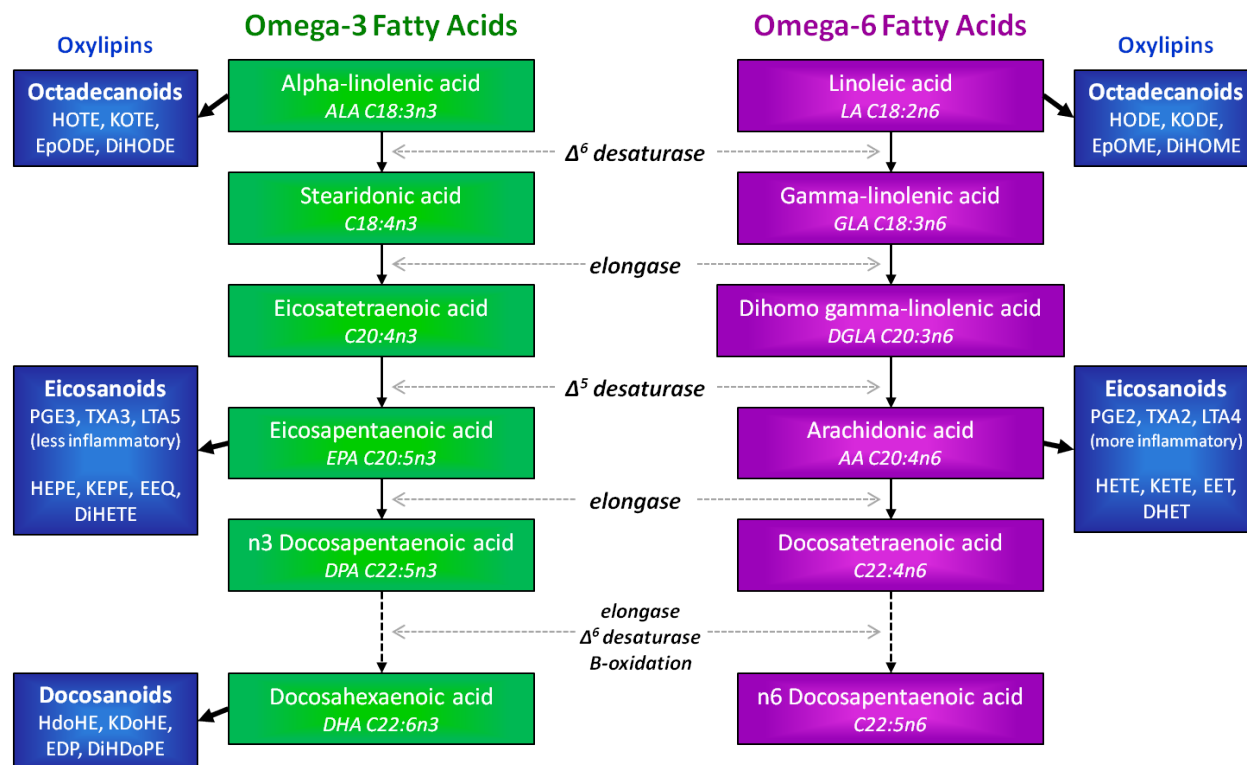 Omega-3 Fatty Acids
Omega-6 Fatty Acids
Oxylipins
Oxylipins
Octadecanoids
HOTE, KOTE,
EpODE, DiHODE
Alpha-linolenic acid
ALA C18:3n3
Linoleic acid
LA C18:2n6
Octadecanoids
HODE, KODE,
EpOME, DiHOME
Δ⁶ desaturase
Stearidonic acid
C18:4n3
Gamma-linolenic acid
GLA C18:3n6
elongase
Eicosatetraenoic acid
C20:4n3
Dihomo gamma-linolenic acid
DGLA C20:3n6
Δ⁵ desaturase
Eicosanoids
PGE3, TXA3, LTA5
(less inflammatory)
HEPE, KEPE, EEQ,
DiHETE
Eicosapentaenoic acid
EPA C20:5n3
Arachidonic acid
AA C20:4n6
Eicosanoids
PGE2, TXA2, LTA4
(more inflammatory)
HETE, KETE, EET,
DHET
elongase
n3 Docosapentaenoic acid
DPA C22:5n3
Docosatetraenoic acid
C22:4n6
elongase
Δ⁶ desaturase
B-oxidation
Docosanoids
HdoHE, KDoHE,
EDP, DiHDoPE
Docosahexaenoic acid
DHA C22:6n3
n6 Docosapentaenoic acid
C22:5n6